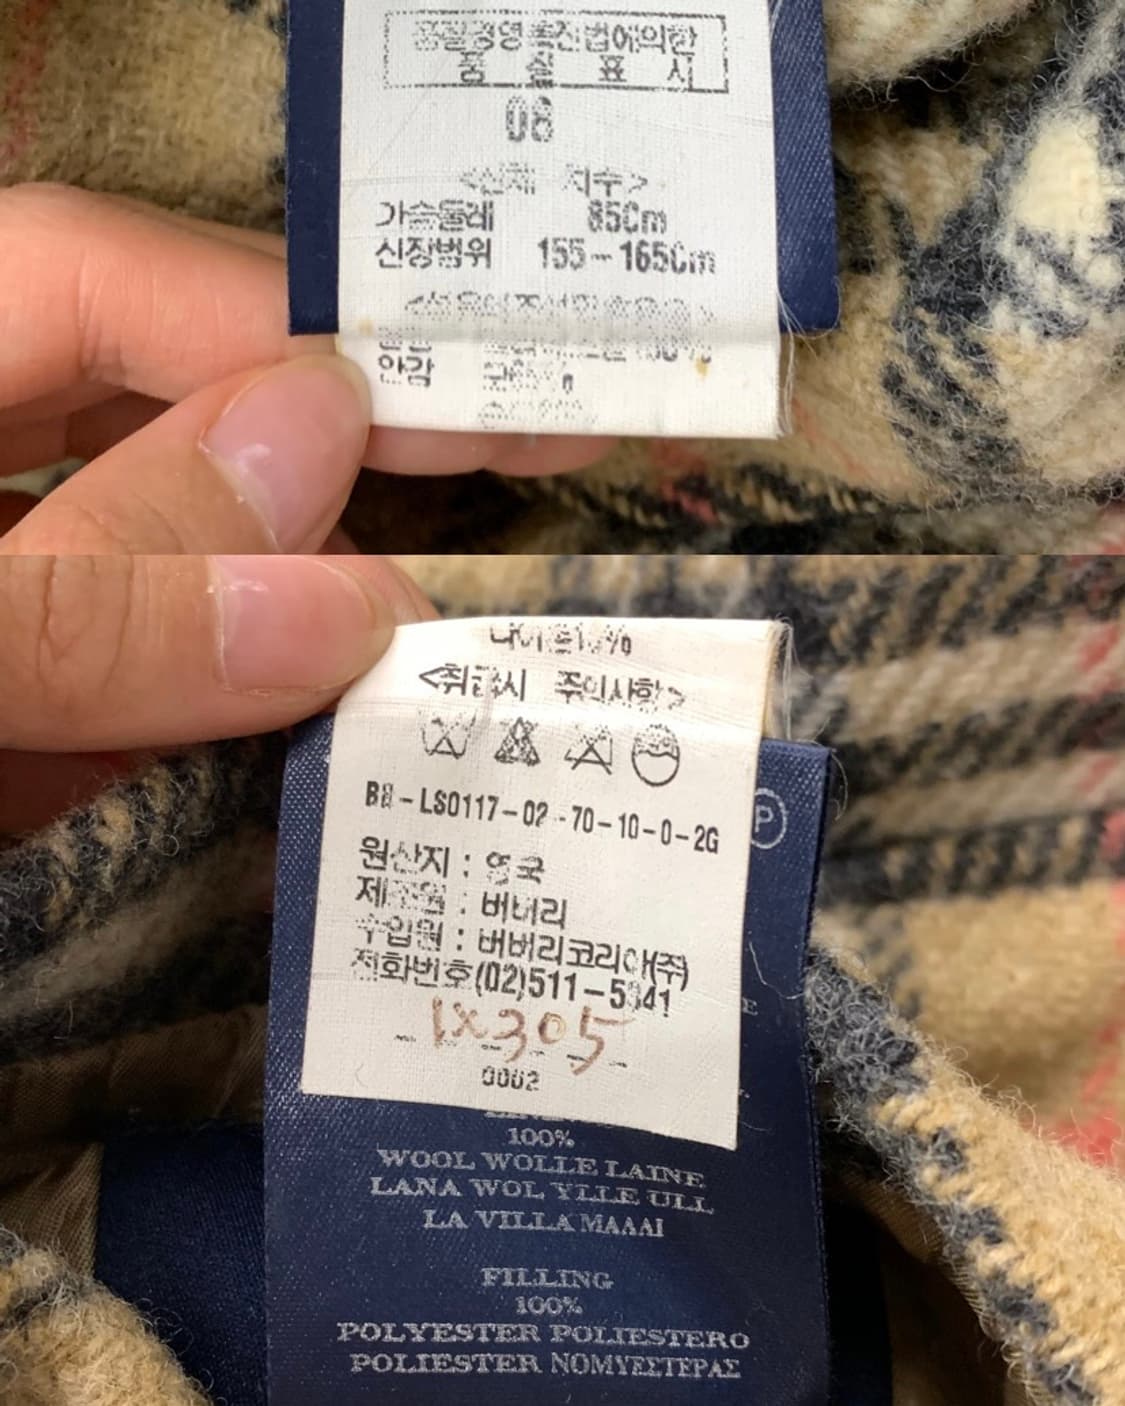 품질경영촉진법에의한
품 질 표 시
08
<신체 치수>
가슴둘레 85Cm
신장범위 155-165Cm
안감
<취급시 주의사항>
-LS0117-02 -70-10-0-2G
P
원산지 : 영국
제조원 : 버버리
수입원 : 버버리코리아(주)
전화번호(02)511-5341
1x305
0002
100%
WOOL WOLLE LAINE
LANA WOL YLLE ULL
LA VILLA ΜΑΛΛΙ
FILLING
100%
POLYESTER POLIESTERO
POLIESTER ΝΟΜΥΕΣΤΕΡΑΣ